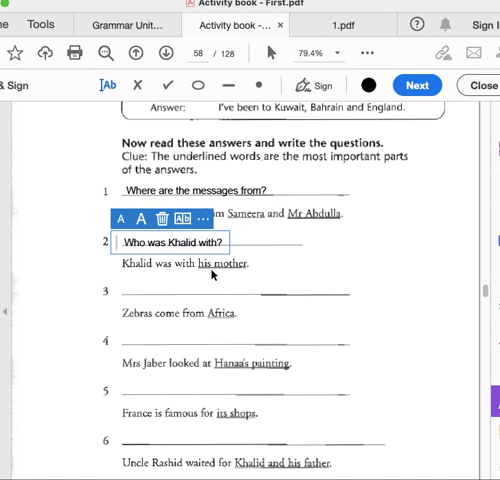 Activity book - First.pdf
Tools
Grammar Unit...
Activity book -... ×
1.pdf
Sign I
58 / 128
79.4%
& Sign
Ab
Sign
Next
Close
Answer: I've been to Kuwait, Bahrain and England.
Now read these answers and write the questions.
Clue: The underlined words are the most important parts
of the answers.
1 Where are the messages from?
A A Ab ...
m Sameera and Mr Abdulla.
2 Who was Khalid with?
Khalid was with his mother.
3
Zebras come from Africa.
4
Mrs Jaber looked at Hanaa's painting.
5
France is famous for its shops.
6
Uncle Rashid waited for Khalid and his father.